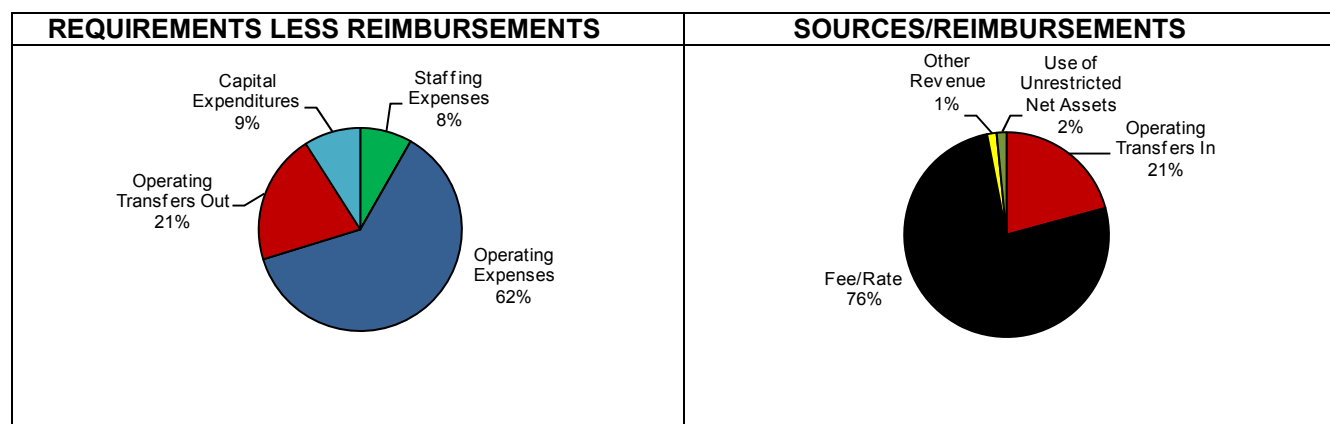 REQUIREMENTS LESS REIMBURSEMENTS
Capital
Expenditures
9%
Staffing
Expenses
8%
Operating
Transfers Out
21%
Operating
Expenses
62%
SOURCES/REIMBURSEMENTS
Other
Revenue
1%
Use of
Unrestricted
Net Assets
2%
Operating
Transfers In
21%
Fee/Rate
76%